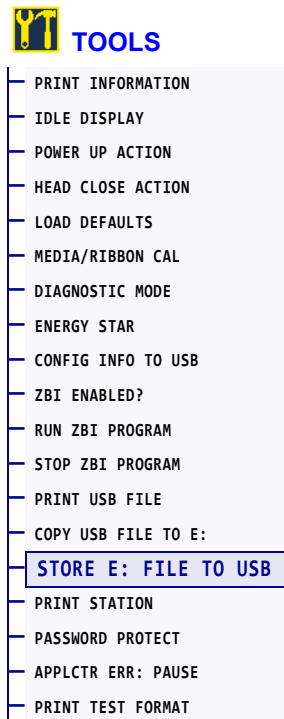 TOOLS
PRINT INFORMATION
IDLE DISPLAY
POWER UP ACTION
HEAD CLOSE ACTION
LOAD DEFAULTS
MEDIA/RIBBON CAL
DIAGNOSTIC MODE
ENERGY STAR
CONFIG INFO TO USB
ZBI ENABLED?
RUN ZBI PROGRAM
STOP ZBI PROGRAM
PRINT USB FILE
COPY USB FILE TO E:
STORE E: FILE TO USB
PRINT STATION
PASSWORD PROTECT
APPLCTR ERR: PAUSE
PRINT TEST FORMAT